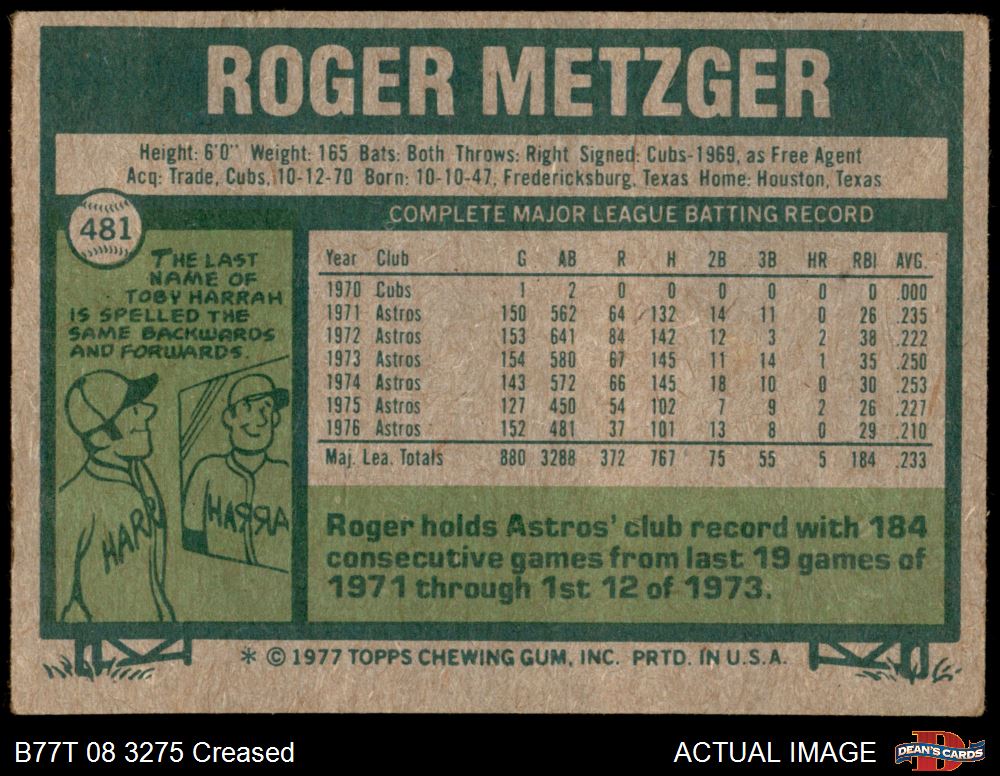 ROGER METZGER
Height: 6'0" Weight: 165 Bats: Both Throws: Right Signed: Cubs-1969, as Free Agent
Acq: Trade, Cubs, 10-12-70 Born: 10-10-47, Fredericksburg, Texas Home: Houston, Texas
481
THE LAST
NAME OF
TOBY HARRAH
IS SPELLED THE
SAME BACKWARDS
AND FORWARDS.
HARR
HARRA
COMPLETE MAJOR LEAGUE BATTING RECORD
Year Club G AB R H 2B 3B HR RBI AVG.
1970 Cubs 1 2 0 0 0 0 0 0 .000
1971 Astros 150 562 64 132 14 11 0 26 .235
1972 Astros 153 641 84 142 12 3 2 38 .222
1973 Astros 154 580 67 145 11 14 1 35 .250
1974 Astros 143 572 66 145 18 10 0 30 .253
1975 Astros 127 450 54 102 7 9 2 26 .227
1976 Astros 152 481 37 101 13 8 0 29 .210
Maj. Lea. Totals 880 3288 372 767 75 55 5 184 .233
Roger holds Astros' club record with 184
consecutive games from last 19 games of
1971 through 1st 12 of 1973.
* © 1977 TOPPS CHEWING GUM, INC. PRTD. IN U.S.A.
B77T 08 3275 Creased
ACTUAL IMAGE
D
DEAN'S CARDS